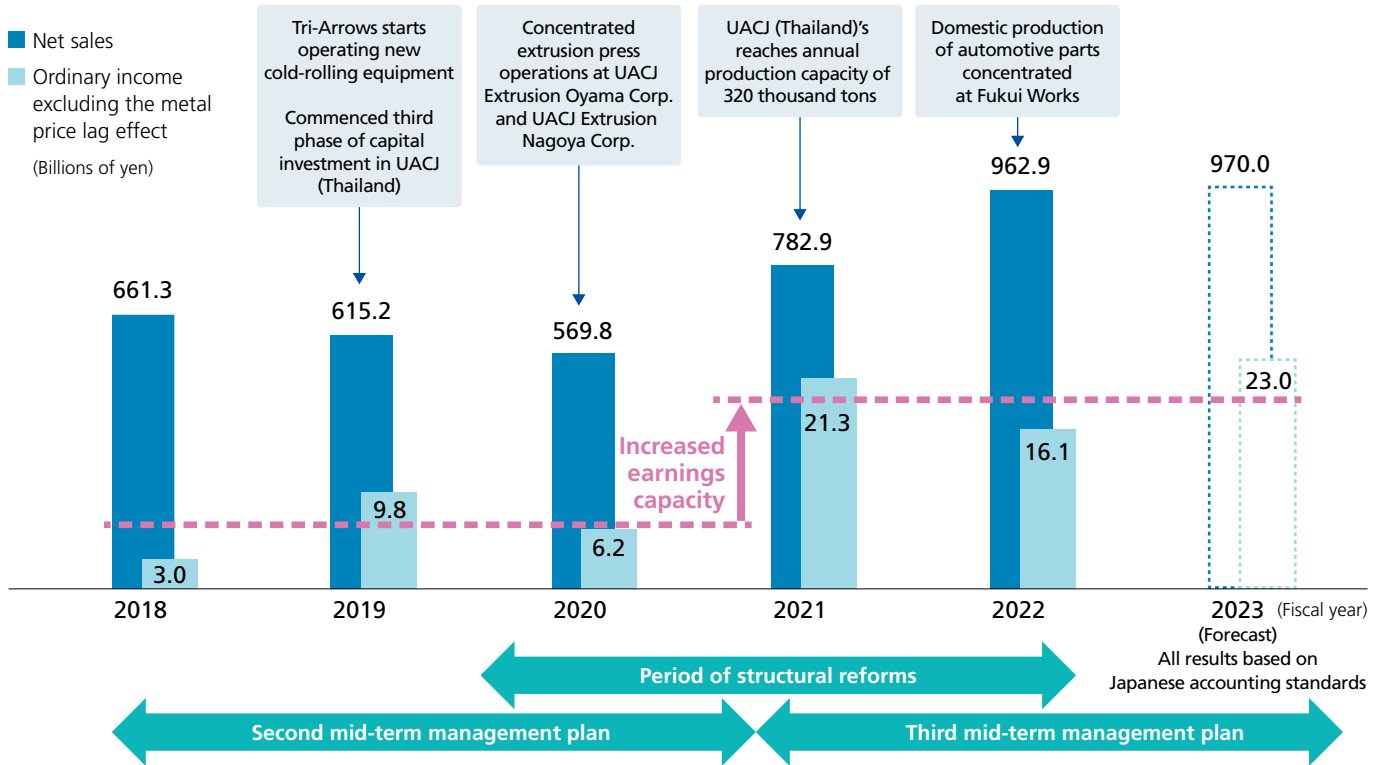 Net sales
Ordinary income
excluding the metal
price lag effect
(Billions of yen)
Tri-Arrows starts
operating new
cold-rolling equipment
Commenced third
phase of capital
investment in UACJ
(Thailand)
Concentrated
extrusion press
operations at UACJ
Extrusion Oyama Corp.
and UACJ Extrusion
Nagoya Corp.
UACJ (Thailand)’s
reaches annual
production capacity of
320 thousand tons
Domestic production
of automotive parts
concentrated
at Fukui Works
661.3
615.2
569.8
782.9
962.9
970.0
3.0
9.8
6.2
21.3
16.1
23.0
Increased
earnings
capacity
2018
2019
2020
2021
2022
2023 (Fiscal year)
(Forecast)
All results based on
Japanese accounting standards
Period of structural reforms
Second mid-term management plan
Third mid-term management plan